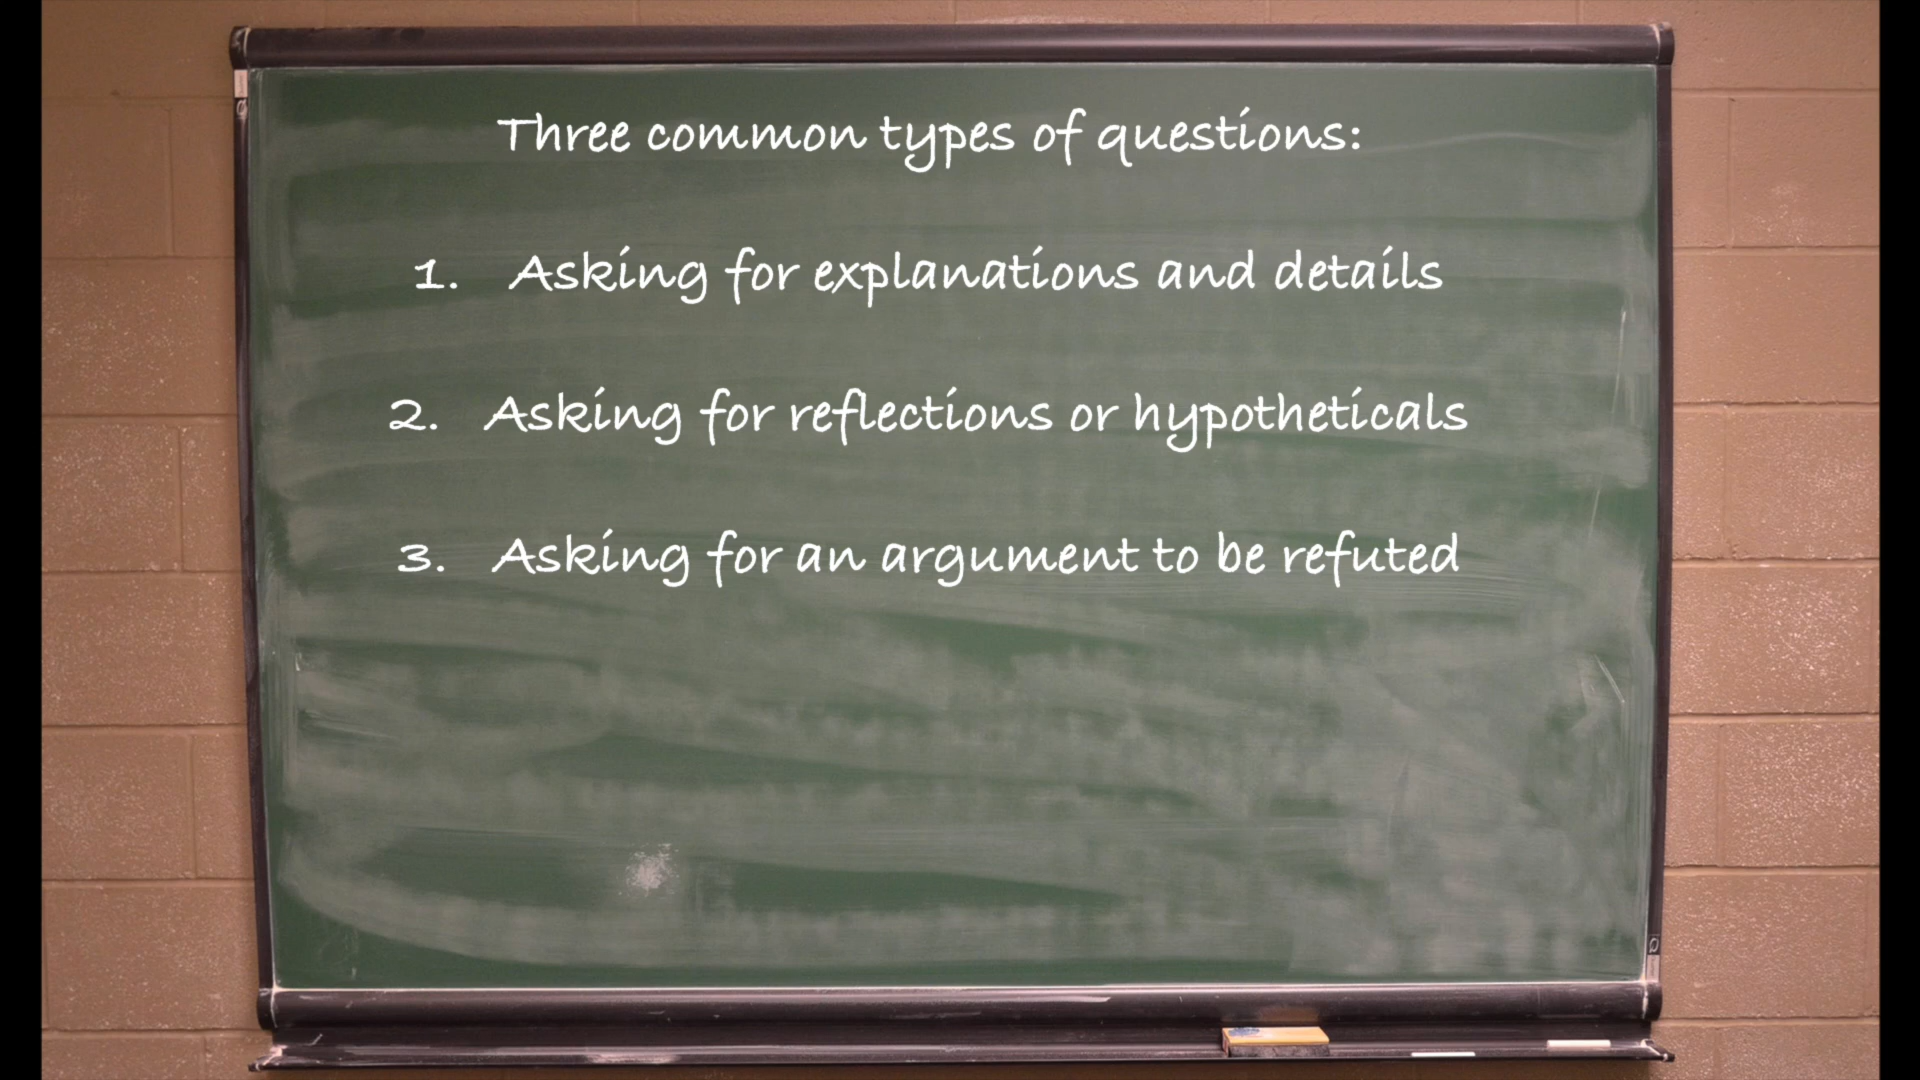 Three common types of questions:
1. Asking for explanations and details
2. Asking for reflections or hypotheticals
3. Asking for an argument to be refuted